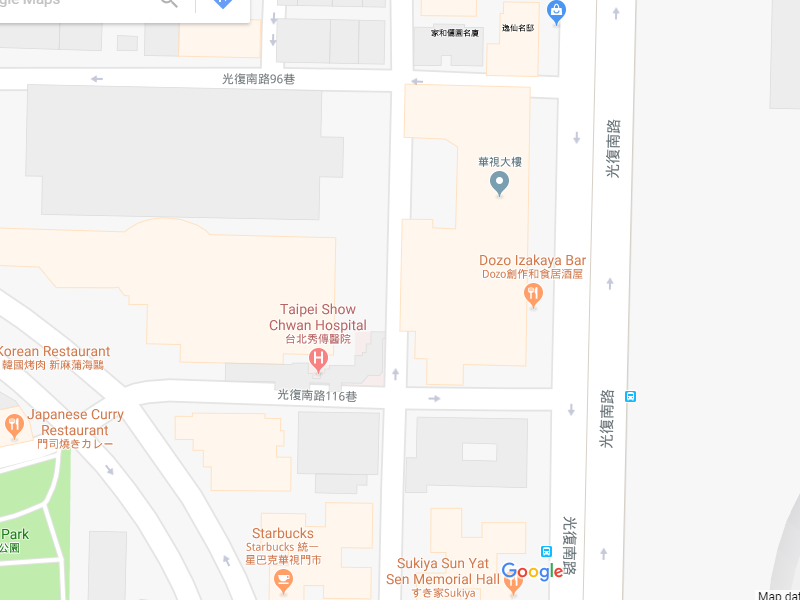 gle Maps
家和儷園名廈
逸仙名邸
光復南路96巷
光復南路
華視大樓
Dozo Izakaya Bar
Dozo創作和食居酒屋
Taipei Show
Chwan Hospital
台北秀傳醫院
Korean Restaurant
韓國烤肉 新麻蒲海鷗
光復南路116巷
光復南路
Japanese Curry
Restaurant
門司焼きカレー
Park
公園
Starbucks
Starbucks 統一
星巴克華視門市
光復南路
Sukiya Sun Yat
Sen Memorial Hall
すき家Sukiya
Google
Map dat